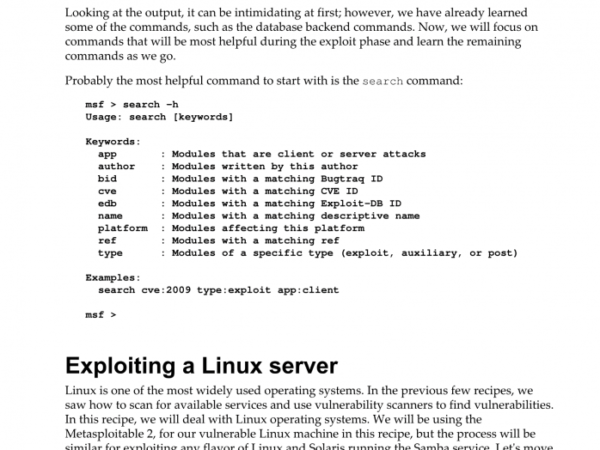 Looking at the output, it can be intimidating at first; however, we have already learned
some of the commands, such as the database backend commands. Now, we will focus on
commands that will be most helpful during the exploit phase and learn the remaining
commands as we go.
Probably the most helpful command to start with is the search command:
msf > search -h
Usage: search [keywords]
Keywords:
app : Modules that are client or server attacks
author : Modules written by this author
bid : Modules with a matching Bugtraq ID
cve : Modules with a matching CVE ID
edb : Modules with a matching Exploit-DB ID
name : Modules with a matching descriptive name
platform : Modules affecting this platform
ref : Modules with a matching ref
type : Modules of a specific type (exploit, auxiliary, or post)
Examples:
search cve:2009 type:exploit app:client
msf >
Exploiting a Linux server
Linux is one of the most widely used operating systems. In the previous few recipes, we
saw how to scan for available services and use vulnerability scanners to find vulnerabilities.
In this recipe, we will deal with Linux operating systems. We will be using the
Metasploitable 2, for our vulnerable Linux machine in this recipe, but the process will be
similar for exploiting any flavor of Linux and Solaris running the Samba service. Let's move